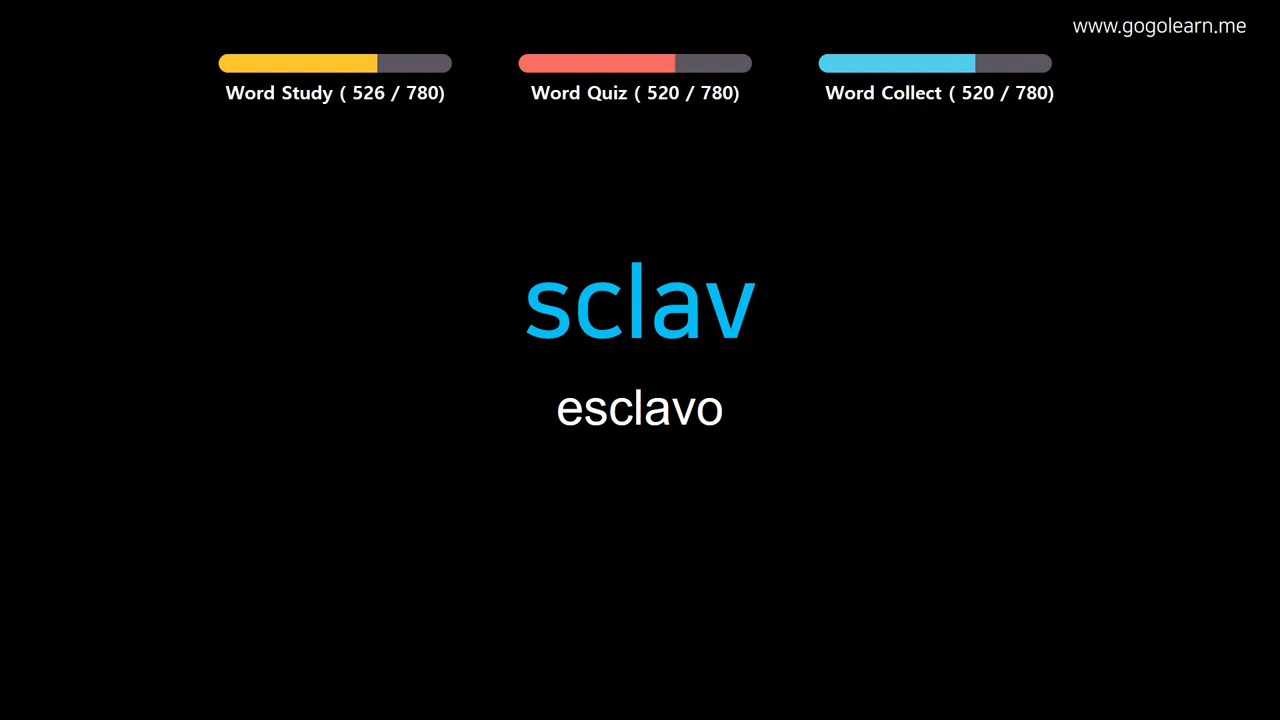 www.gogolearn.me
Word Study ( 526 / 780)
Word Quiz ( 520 / 780)
Word Collect ( 520 / 780)
sclav
esclavo